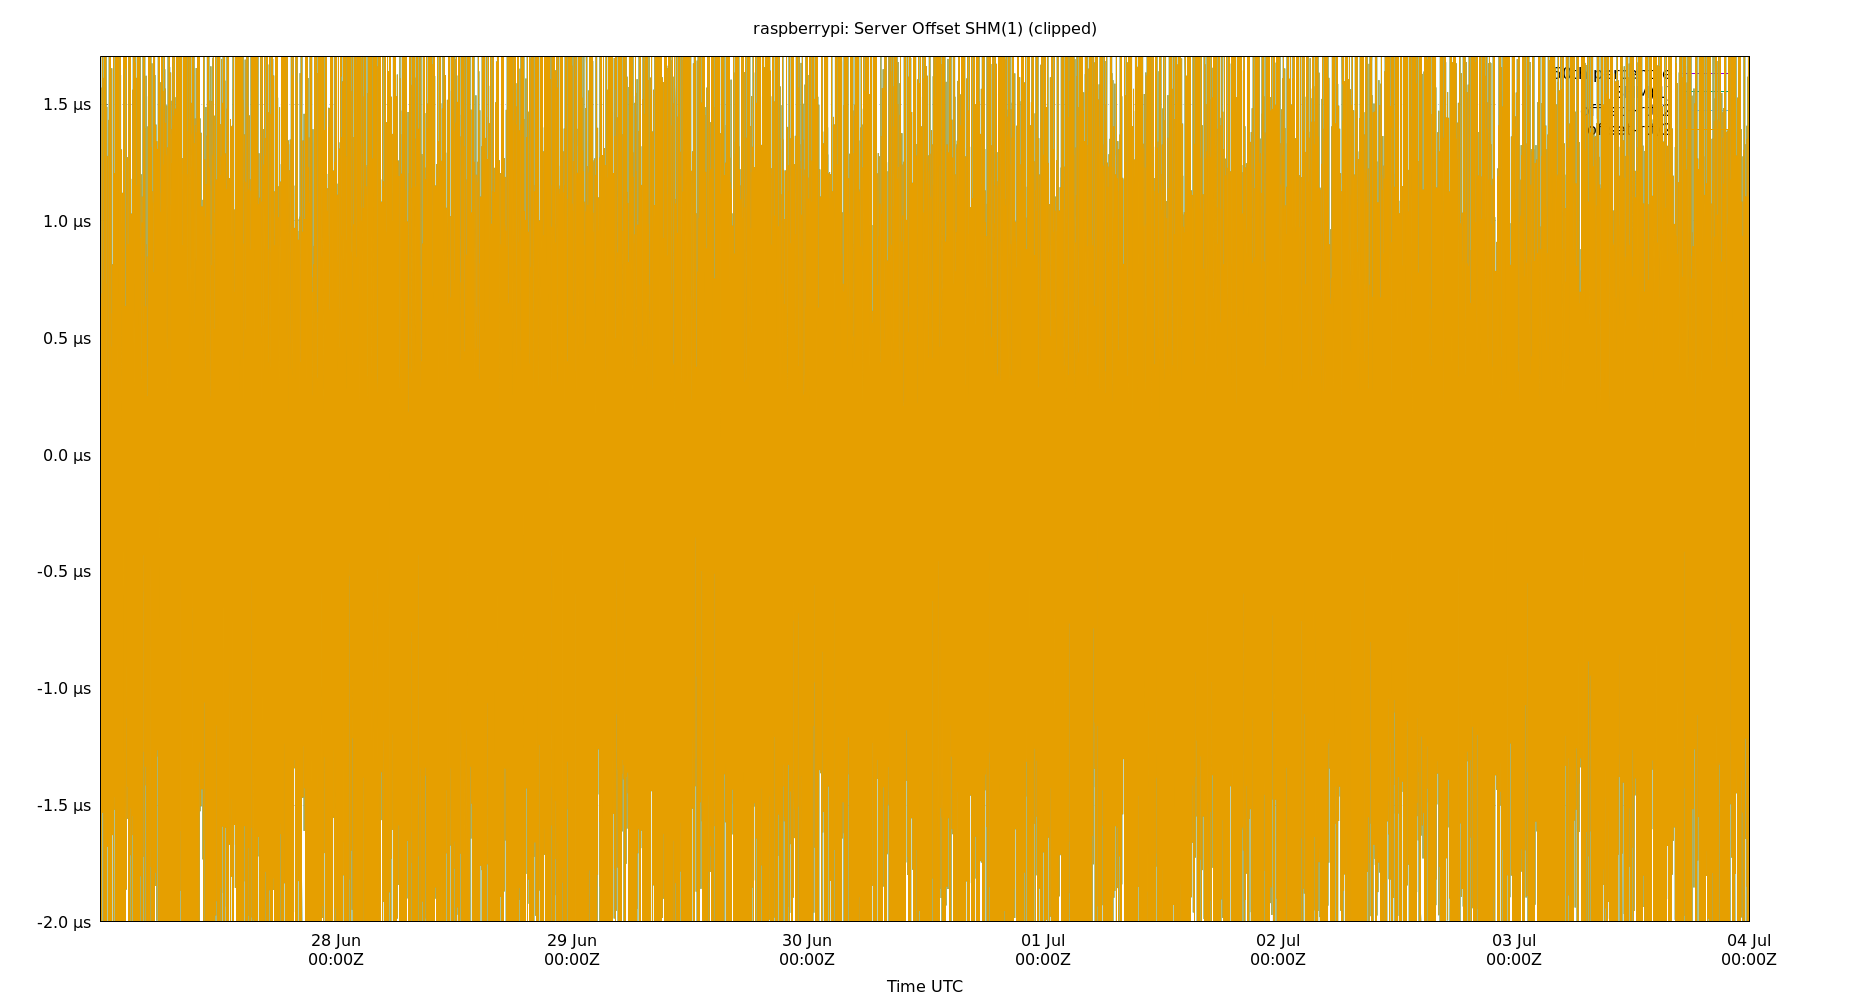 raspberrypi: Server Offset SHM(1) (clipped)
1.5 µs
1.0 µs
0.5 µs
0.0 µs
-0.5 µs
-1.0 µs
-1.5 µs
-2.0 µs
28 Jun
00:00Z
29 Jun
00:00Z
30 Jun
00:00Z
01 Jul
00:00Z
02 Jul
00:00Z
03 Jul
00:00Z
04 Jul
00:00Z
Time UTC